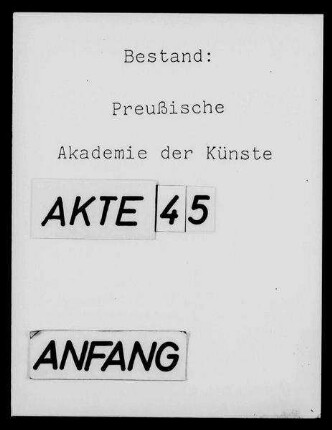 Bestand:
Preußische
Akademie der Künste
AKTE 45
ANFANG